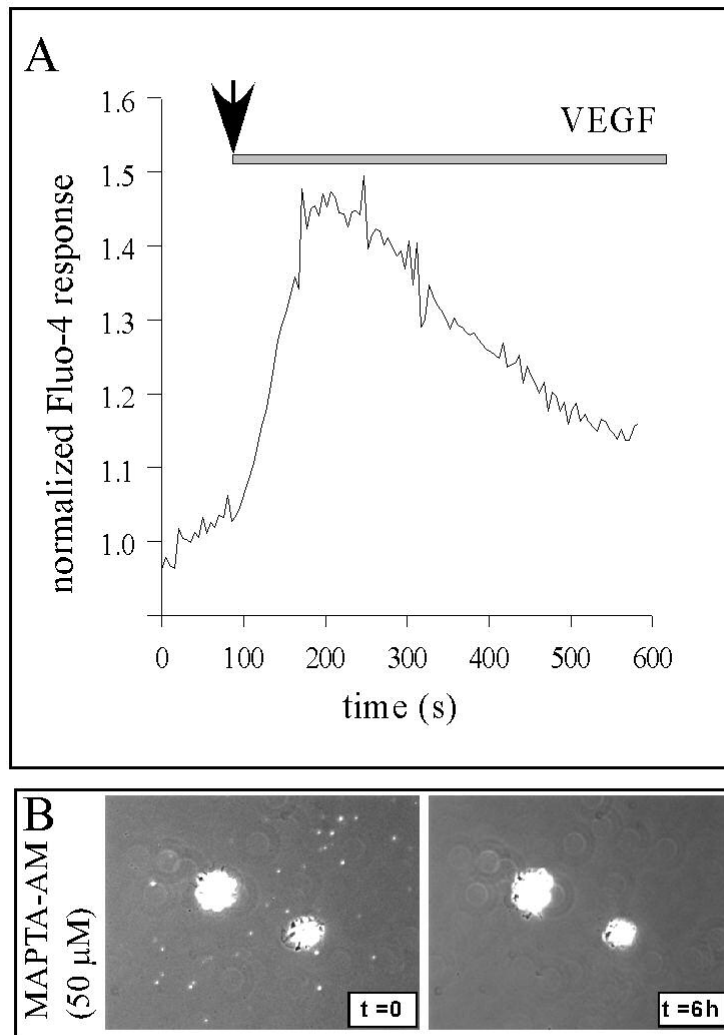 A
1.6
1.5
1.4
1.3
1.2
1.1
1.0
normalized Fluo-4 response
VEGF
0
100
200
300
400
500
600
time (s)
B
MAPTA-AM
(50 µM)
t =0
t =6h